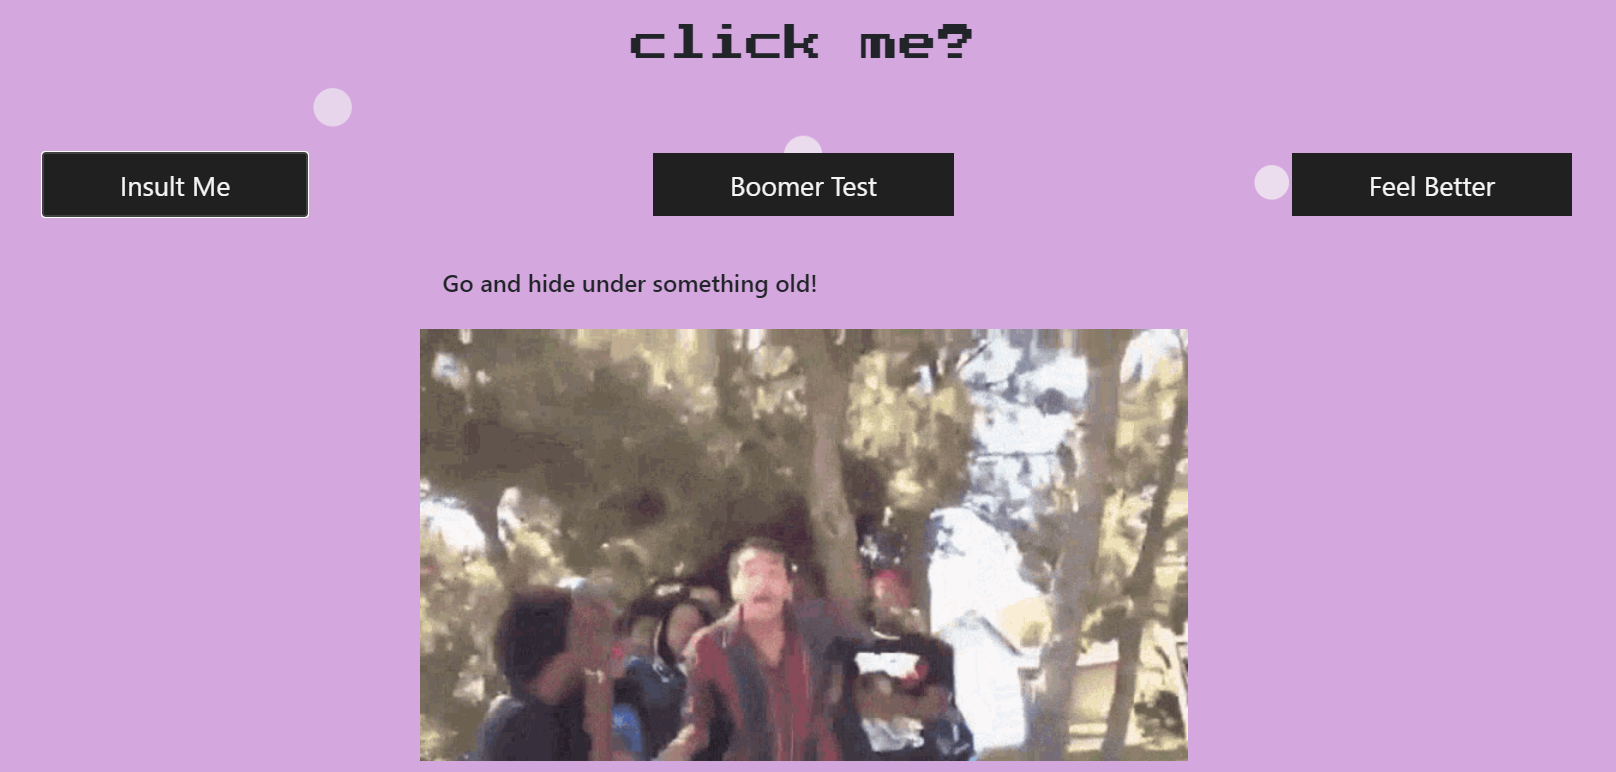 click me?
Insult Me
Boomer Test
Feel Better
Go and hide under something old!